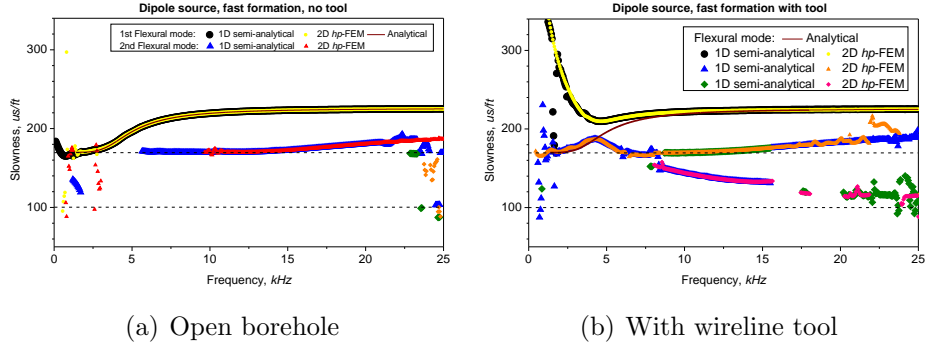 Dipole source, fast formation, no tool
1st Flexural mode: 1D semi-analytical 2D hp-FEM Analytical
2nd Flexural mode: 1D semi-analytical 2D hp-FEM
Slowness, us/ft
300
200
100
0 5 10 15 20 25
Frequency, kHz
(a) Open borehole
Dipole source, fast formation with tool
Flexural mode: Analytical
1D semi-analytical 2D hp-FEM
1D semi-analytical 2D hp-FEM
1D semi-analytical 2D hp-FEM
Slowness, us/ft
300
200
100
0 5 10 15 20 25
Frequency, kHz
(b) With wireline tool